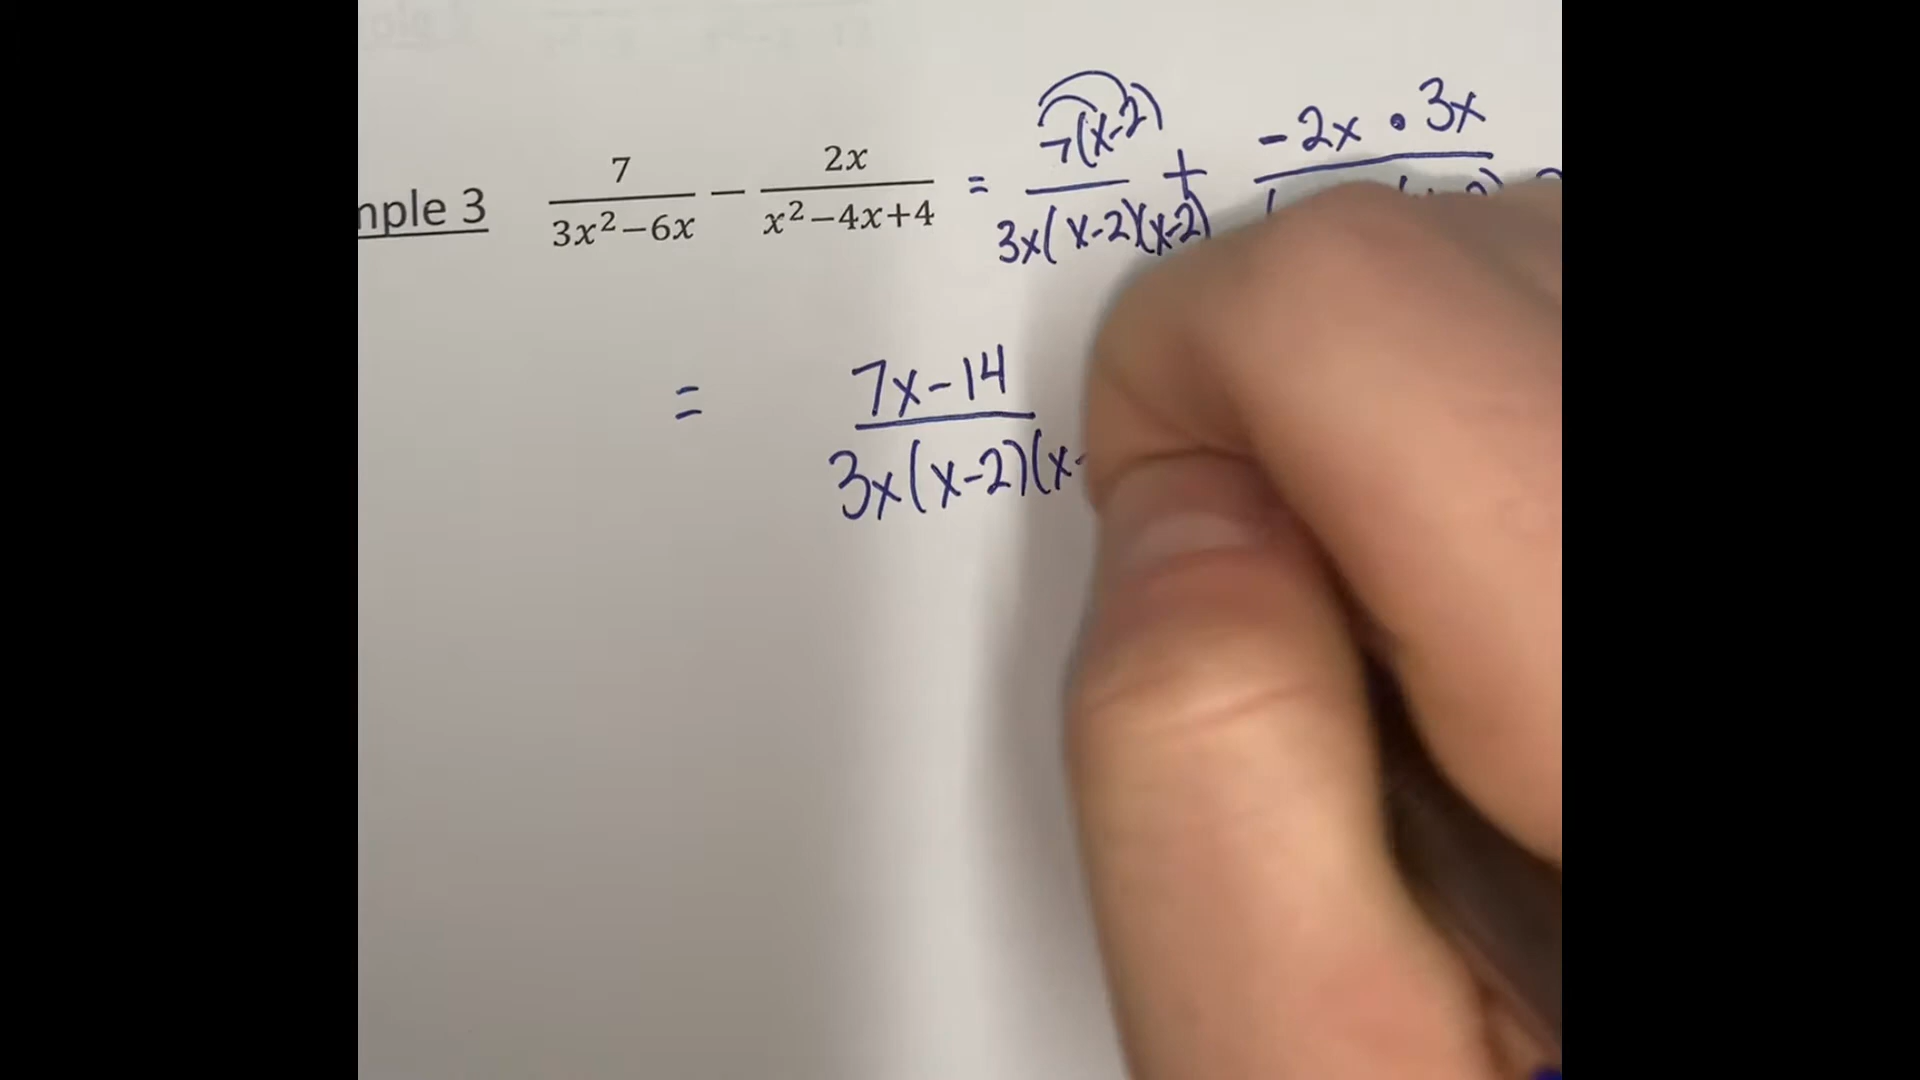 mple 3 7/(3x²−6x) − 2x/(x²−4x+4) = 7(x-2)/(3x(x-2)(x-2)) + -2x • 3x
= 7x-14/(3x(x-2)(x-